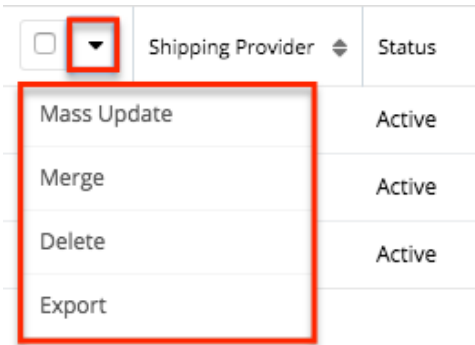 Shipping Provider Status
Mass Update Active
Merge Active
Delete Active
Export